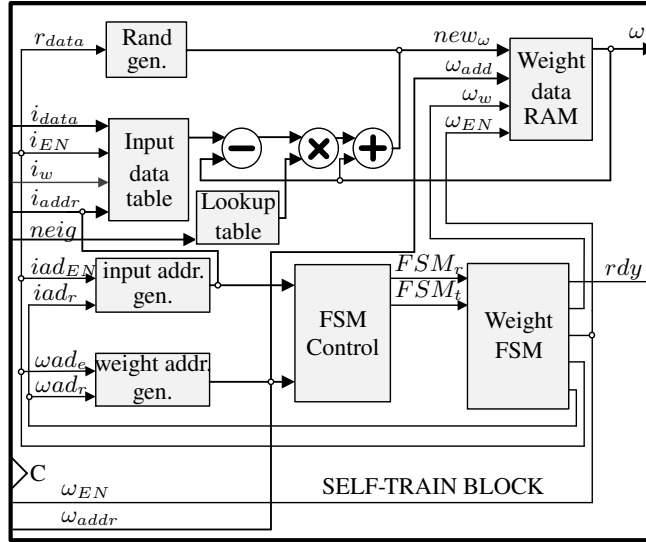 r_data Rand gen. new_ω Weight data RAM ω
ω_add
ω_w
ω_EN
i_data
i_EN Input data table
i_w
i_addr Lookup table
neig
iad_EN input addr. gen. FSM_r rdy
iad_r FSM Control FSM_t Weight FSM
ωad_e weight addr. gen.
ωad_r
C
ω_EN SELF-TRAIN BLOCK
ω_addr